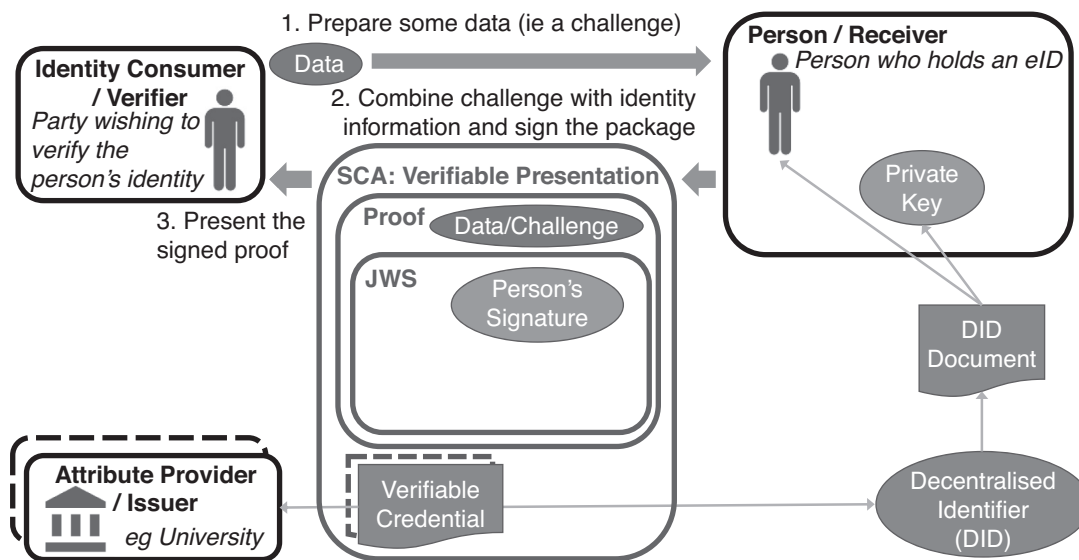 1. Prepare some data (ie a challenge)
Data
Identity Consumer
/ Verifier
Party wishing to
verify the
person's identity
Person / Receiver
Person who holds an eID
2. Combine challenge with identity
information and sign the package
Private
Key
3. Present the
signed proof
SCA: Verifiable Presentation
Proof
Data/Challenge
JWS
Person's
Signature
DID
Document
Attribute Provider
/ Issuer
eg University
Verifiable
Credential
Decentralised
Identifier
(DID)